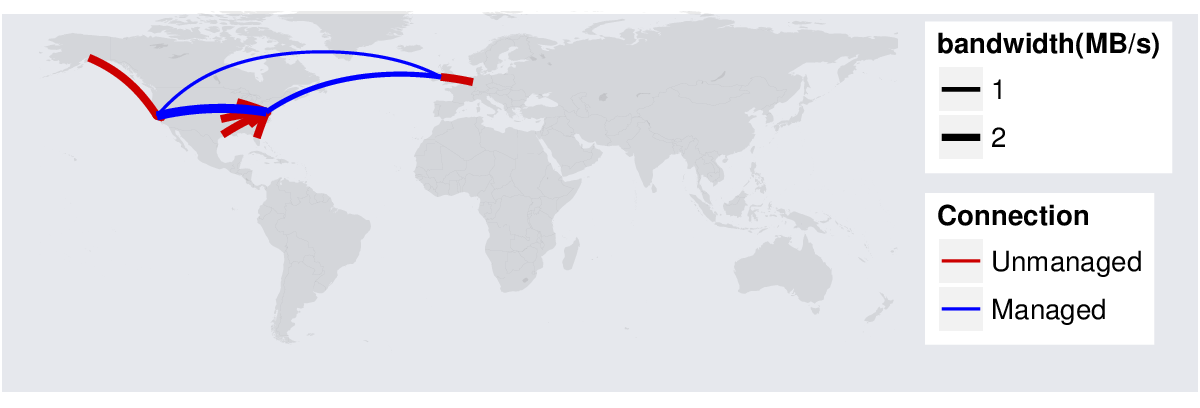 bandwidth(MB/s)
1
2
Connection
Unmanaged
Managed